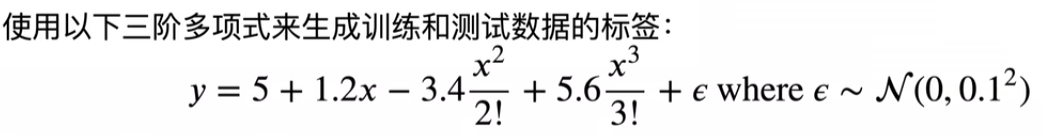 使用以下三阶多项式来生成训练和测试数据的标签：
y = 5 + 1.2x − 3.4 x²/2! + 5.6 x³/3! + ϵ where ϵ ∼ 𝒩(0, 0.1²)